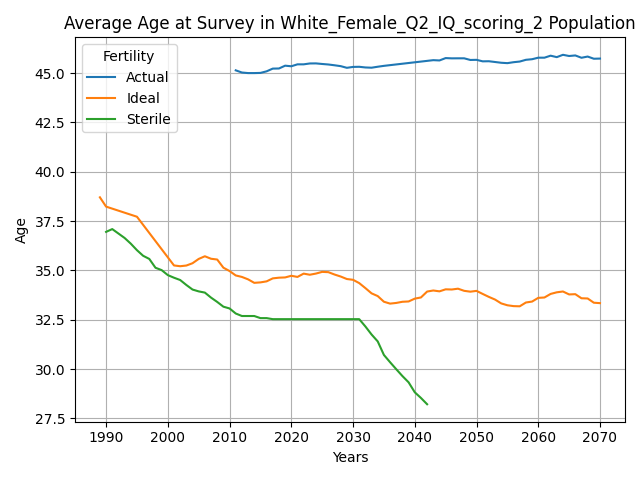 Average Age at Survey in White_Female_Q2_IQ_scoring_2 Population
Fertility
Actual
Ideal
Sterile
Age
45.0
42.5
40.0
37.5
35.0
32.5
30.0
27.5
1990 2000 2010 2020 2030 2040 2050 2060 2070
Years